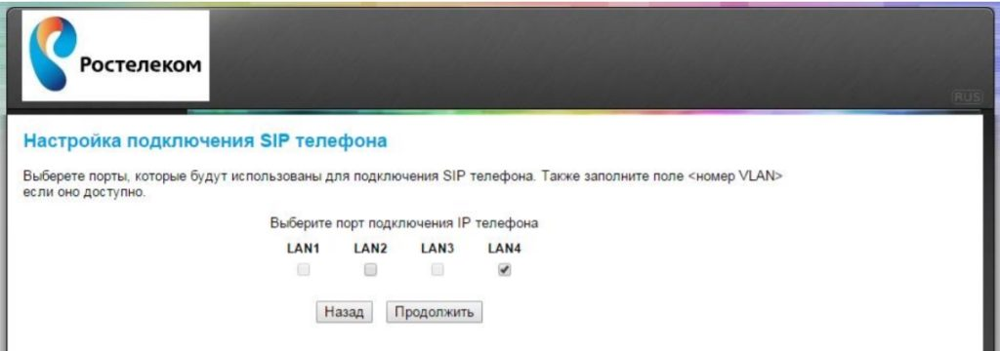 Ростелеком
RUS
Настройка подключения SIP телефона
Выберете порты, которые будут использованы для подключения SIP телефона. Также заполните поле <номер VLAN>
если оно доступно.
Выберите порт подключения IP телефона
LAN1 LAN2 LAN3 LAN4
Назад Продолжить